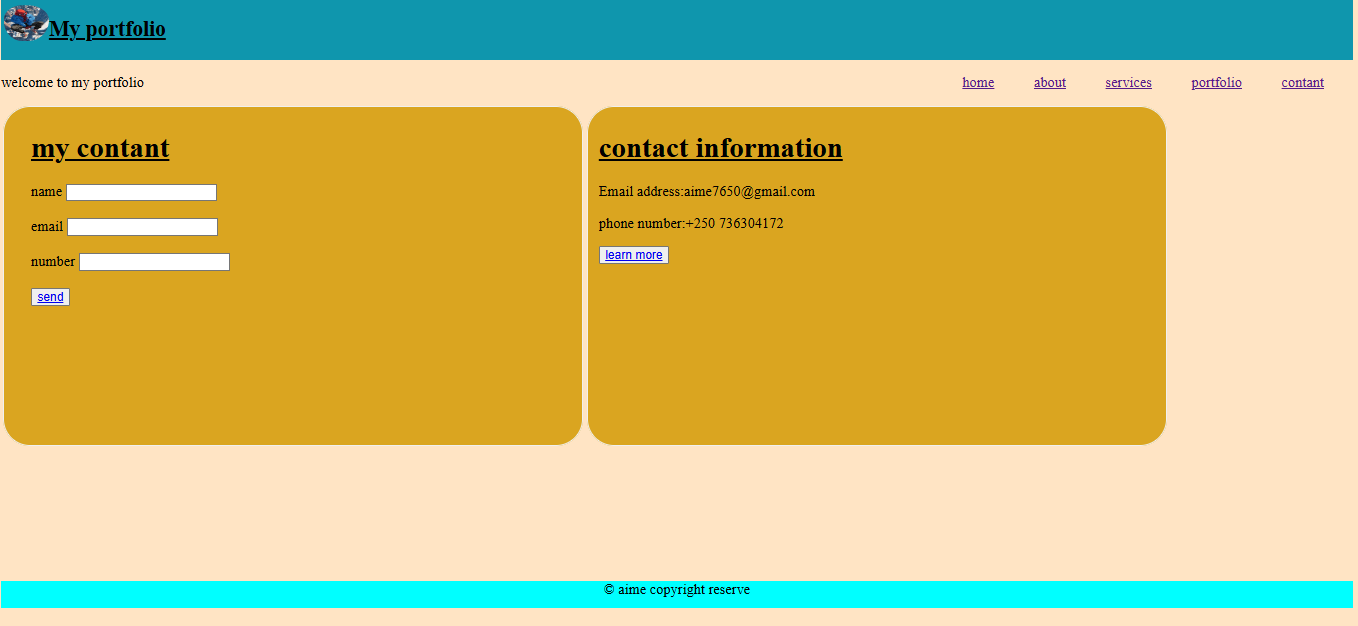 My portfolio
welcome to my portfolio
home about services portfolio contant
my contant
name
email
number
send
contact information
Email address:aime7650@gmail.com
phone number:+250 736304172
learn more
© aime copyright reserve